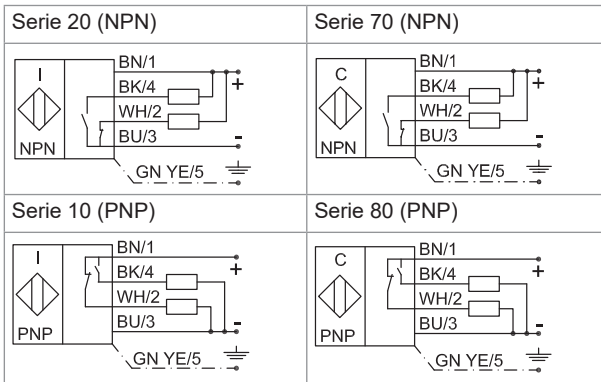 Serie 20 (NPN)
I
NPN
BN/1
+
BK/4
WH/2
BU/3
-
GN YE/5
Serie 70 (NPN)
C
NPN
BN/1
+
BK/4
WH/2
BU/3
-
GN YE/5
Serie 10 (PNP)
I
PNP
BN/1
+
BK/4
WH/2
BU/3
-
GN YE/5
Serie 80 (PNP)
C
PNP
BN/1
+
BK/4
WH/2
BU/3
-
GN YE/5